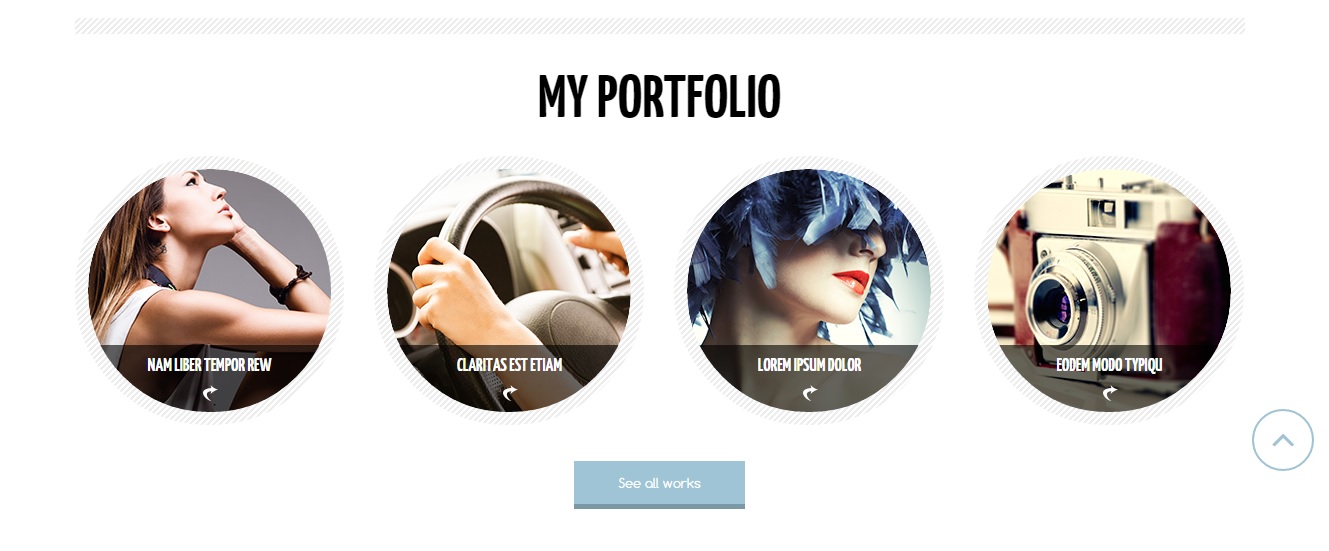 MY PORTFOLIO
NAM LIBER TEMPOR REW
CLARITAS EST ETIAM
LOREM IPSUM DOLOR
EODEM MODO TYPIQU
See all works